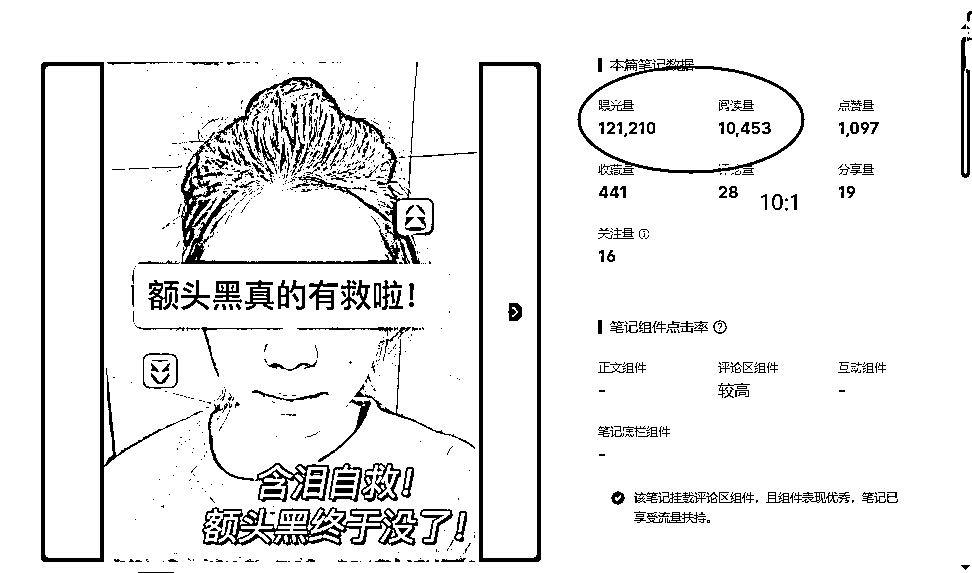 额头黑真的有救啦!
含泪自救!
额头黑终于没了!
本篇笔记数据
曝光量 阅读量 点赞量
121,210 10,453 1,097
收藏量 评论量 分享量
441 28 19
10:1
关注量
16
笔记组件点击率
正文组件 评论区组件 互动组件
- 较高 -
笔记底栏组件
-
该笔记挂载评论区组件，且组件表现优秀，笔记已
享受流量扶持。